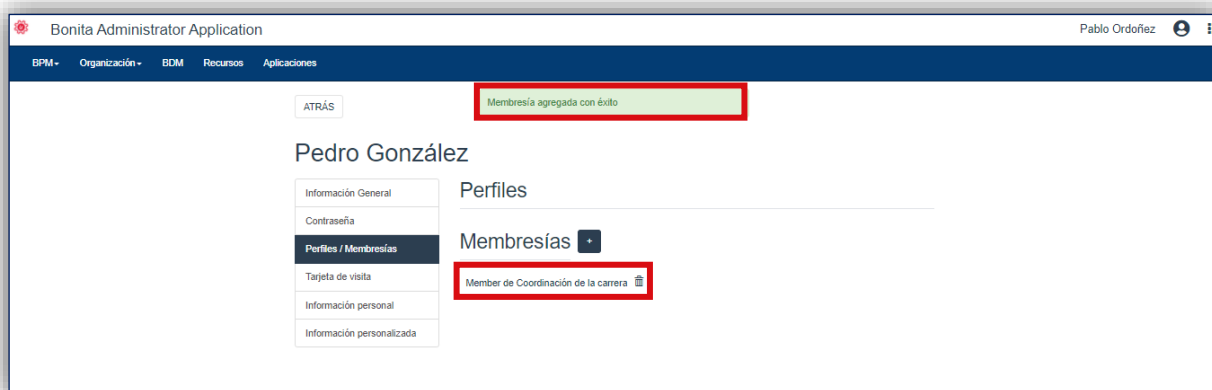 Bonita Administrator Application
Pablo Ordoñez
BPM Organización BDM Recursos Aplicaciones
ATRÁS
Membresía agregada con éxito
Pedro González
Información General
Contraseña
Perfiles / Membresías
Tarjeta de visita
Información personal
Información personalizada
Perfiles
Membresías +
Member de Coordinación de la carrera